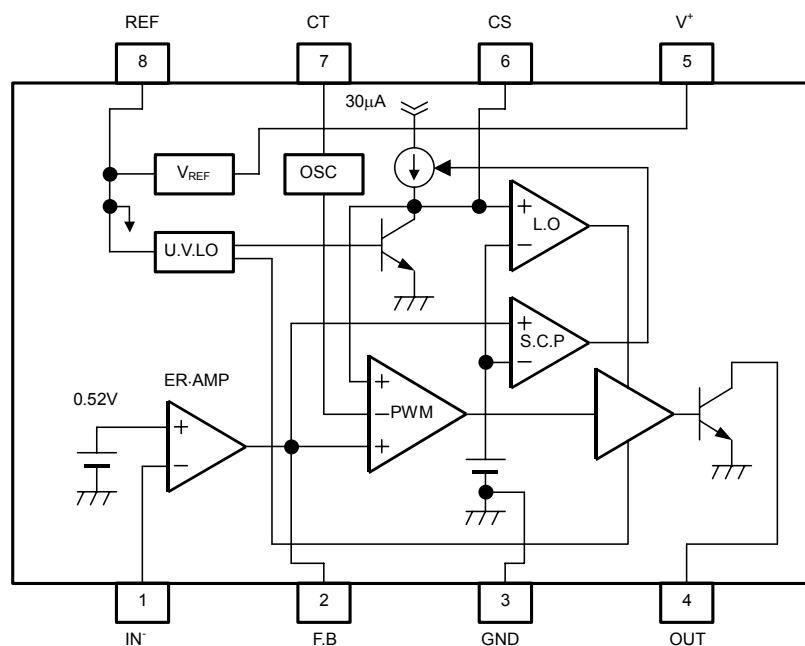 REF CT CS V⁺
8 7 6 5
30µA
V_REF OSC
+
L.O
−
U.V.LO
+
S.C.P
−
ER·AMP
0.52V
+
−
+
−PWM
+
1 2 3 4
IN⁻ F.B GND OUT